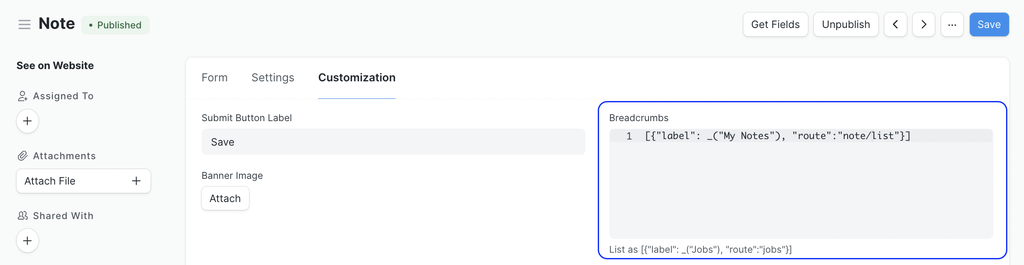 Note
• Published
Get Fields
Unpublish
<
>
...
Save
See on Website
Assigned To
+
Attachments
Attach File +
Shared With
+
Form Settings Customization
Submit Button Label
Save
Banner Image
Attach
Breadcrumbs
1 [{"label": _("My Notes"), "route":"note/list"}]
List as [{"label": _("Jobs"), "route":"jobs"}]